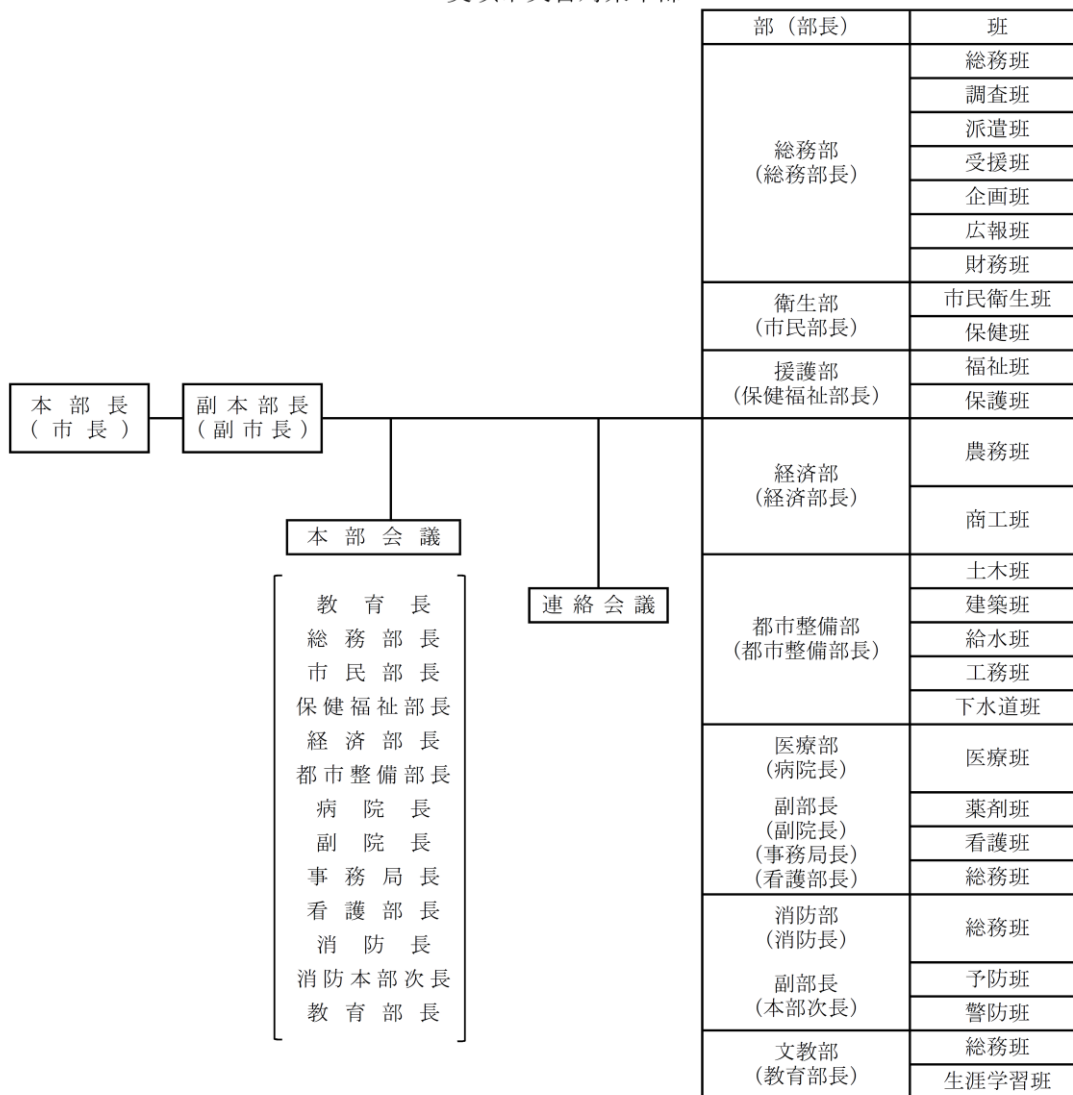 部（部長）
班
総務部
（総務部長）
総務班
調査班
派遣班
受援班
企画班
広報班
財務班
衛生部
（市民部長）
市民衛生班
保健班
援護部
（保健福祉部長）
福祉班
保護班
本部長
（市長）
副本部長
（副市長）
経済部
（経済部長）
農務班
商工班
本部会議
教育長
総務部長
市民部長
保健福祉部長
経済部長
都市整備部長
病院長
副院長
事務局長
看護部長
消防長
消防本部次長
教育部長
連絡会議
都市整備部
（都市整備部長）
土木班
建築班
給水班
工務班
下水道班
医療部
（病院長）
副部長
（副院長）
（事務局長）
（看護部長）
医療班
薬剤班
看護班
総務班
消防部
（消防長）
副部長
（本部次長）
総務班
予防班
警防班
文教部
（教育部長）
総務班
生涯学習班